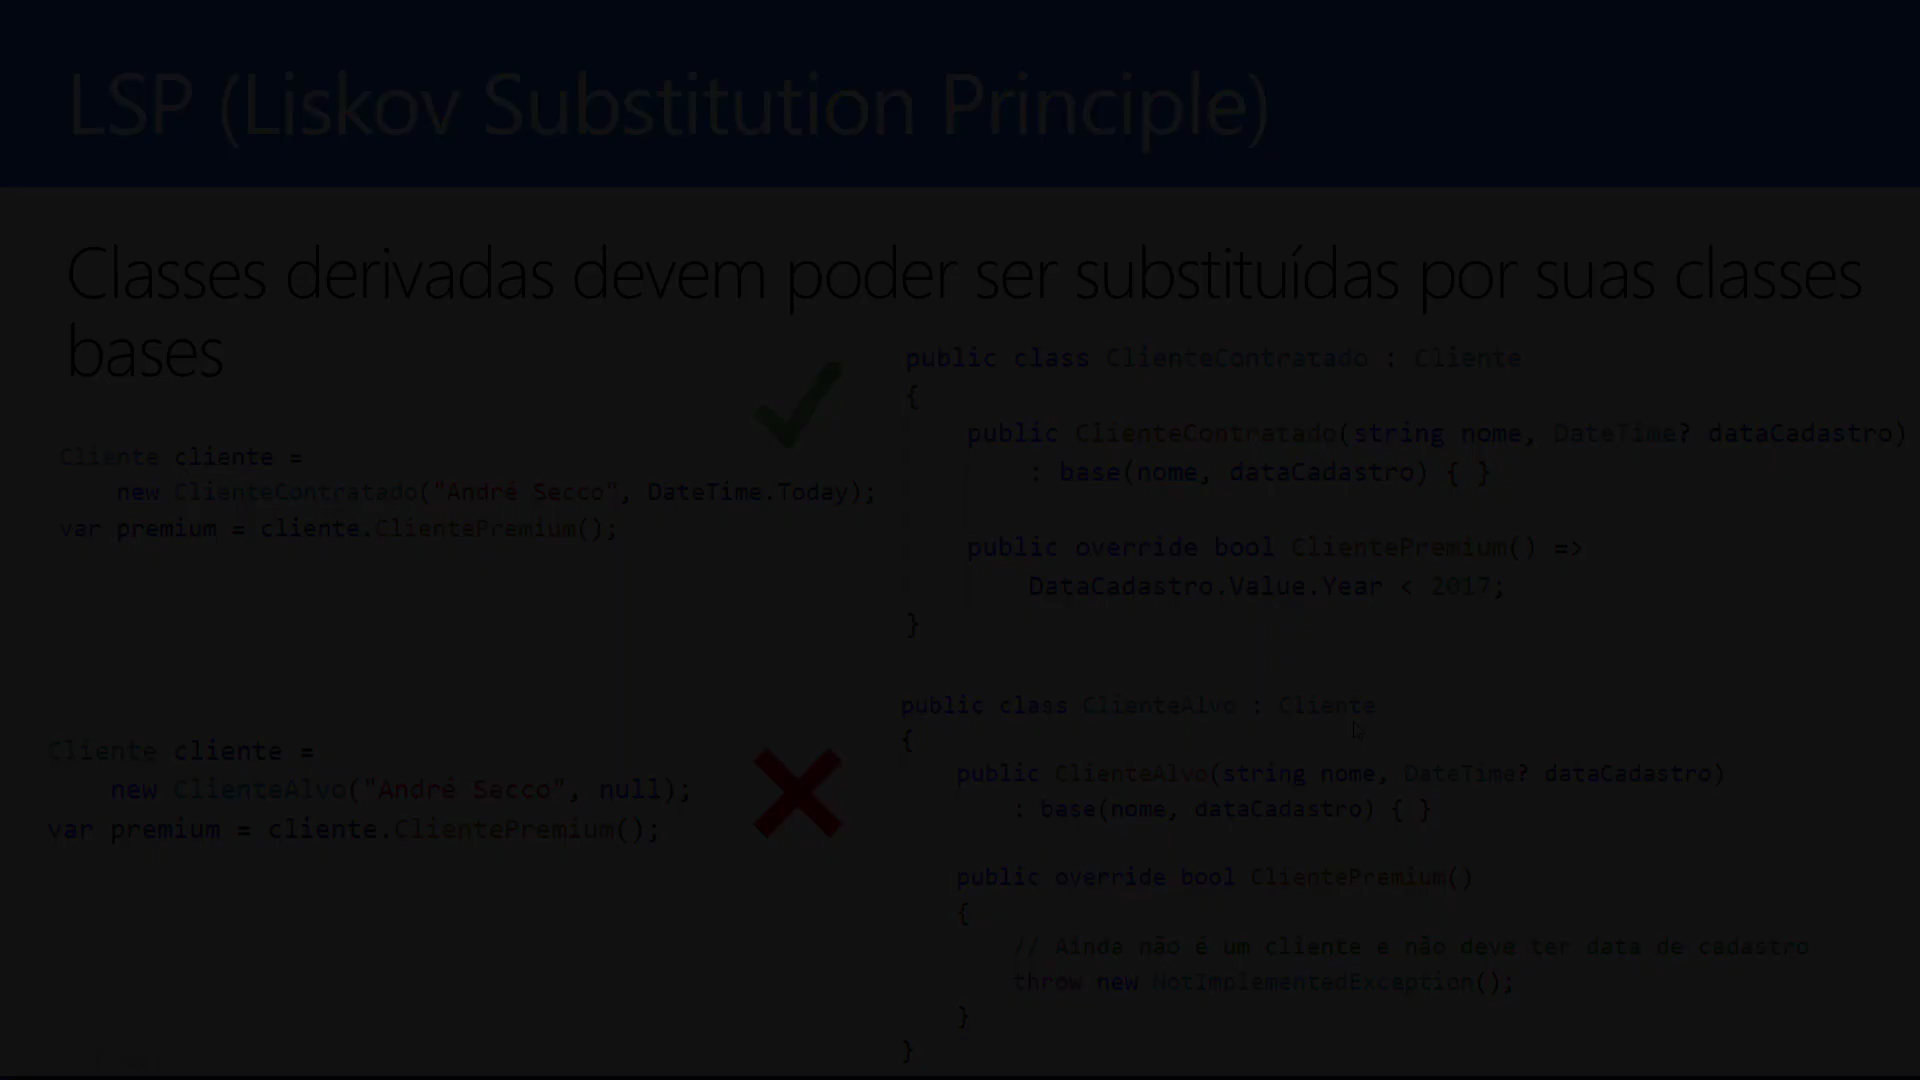 LSP (Liskov Substitution Principle)
Classes derivadas devem poder ser substituídas por suas classes
bases
Cliente cliente =
new ClienteContratado("André Secco", DateTime.Today);
var premium = cliente.ClientePremium();
public class ClienteContratado : Cliente
{
public ClienteContratado(string nome, DateTime? dataCadastro)
: base(nome, dataCadastro) { }
public override bool ClientePremium() =>
DataCadastro.Value.Year < 2017;
}
Cliente cliente =
new ClienteAlvo("André Secco", null);
var premium = cliente.ClientePremium();
public class ClienteAlvo : Cliente
{
public ClienteAlvo(string nome, DateTime? dataCadastro)
: base(nome, dataCadastro) { }
public override bool ClientePremium()
{
// Ainda não é um cliente e não deve ter data de cadastro
throw new NotImplementedException();
}
}